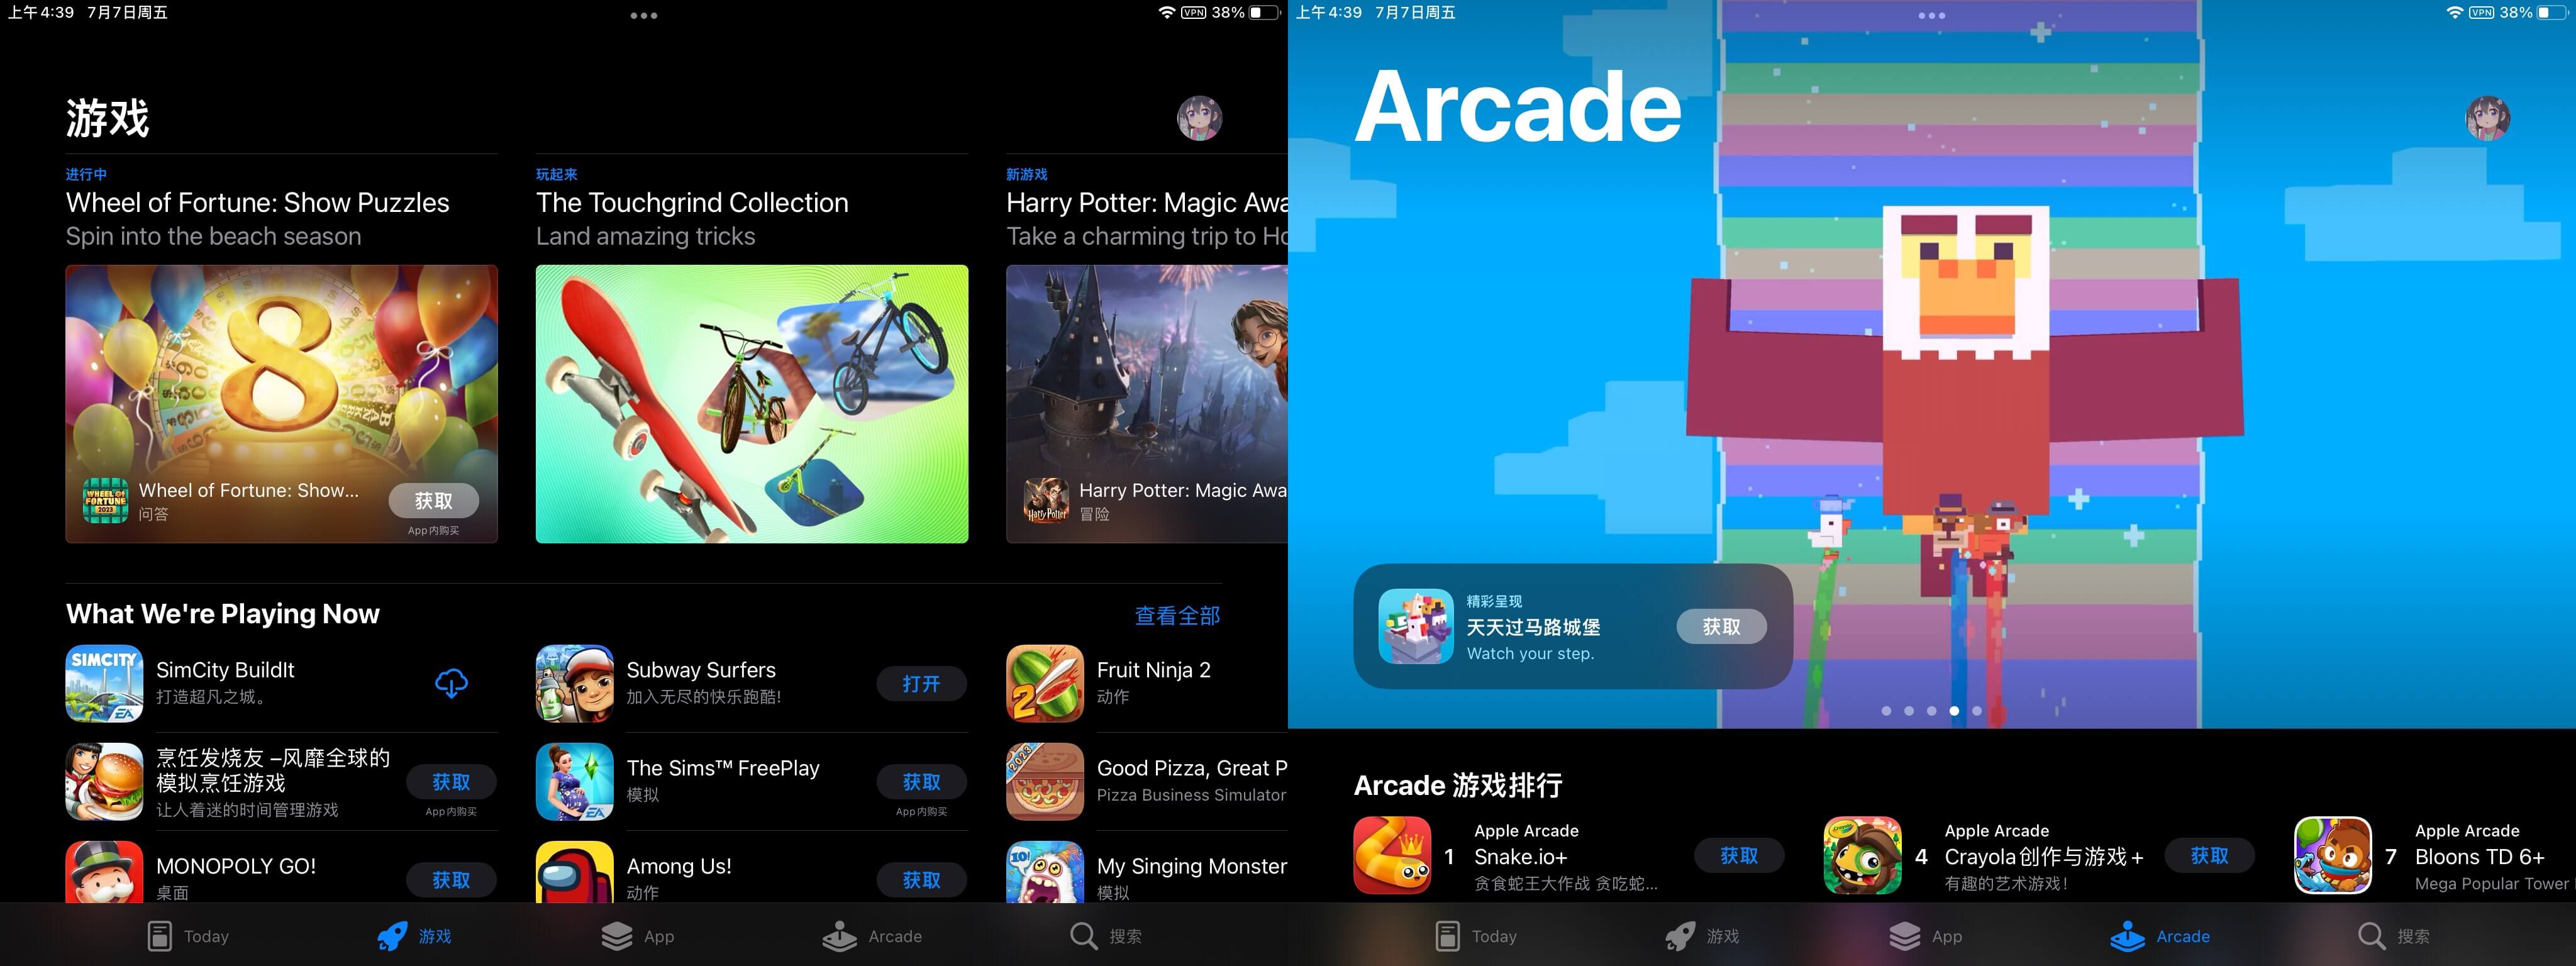 上午4:39 7月7日周五
VPN 38%
游戏
进行中
Wheel of Fortune: Show Puzzles
Spin into the beach season
8
WHEEL OF FORTUNE 2023
Wheel of Fortune: Show...
问答
获取
App内购买
玩起来
The Touchgrind Collection
Land amazing tricks
新游戏
Harry Potter: Magic Awa
Take a charming trip to Ho
Harry Potter
Harry Potter: Magic Awa
冒险
What We're Playing Now
查看全部
SIMCITY
EA
SimCity BuildIt
打造超凡之城。
Subway Surfers
加入无尽的快乐跑酷!
打开
2
Fruit Ninja 2
动作
烹饪发烧友 –风靡全球的
模拟烹饪游戏
让人着迷的时间管理游戏
获取
App内购买
EA
The Sims™ FreePlay
模拟
获取
App内购买
2023
Good Pizza, Great P
Pizza Business Simulator
MONOPOLY GO!
桌面
获取
Among Us!
动作
获取
10!
My Singing Monster
模拟
Today
游戏
App
Arcade
搜索
上午4:39 7月7日周五
VPN 38%
Arcade
精彩呈现
天天过马路城堡
Watch your step.
获取
Arcade 游戏排行
1
Apple Arcade
Snake.io+
贪食蛇王大作战 贪吃蛇...
获取
Crayola
4
Apple Arcade
Crayola创作与游戏+
有趣的艺术游戏!
获取
7
Apple Arcade
Bloons TD 6+
Mega Popular Tower
Today
游戏
App
Arcade
搜索